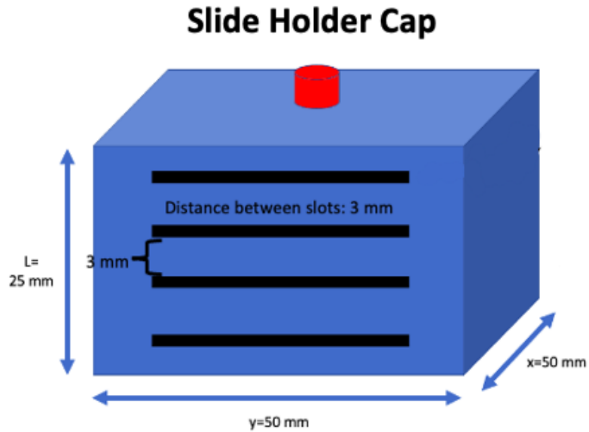 Slide Holder Cap
Distance between slots: 3 mm
3 mm
L=
25 mm
x=50 mm
y=50 mm